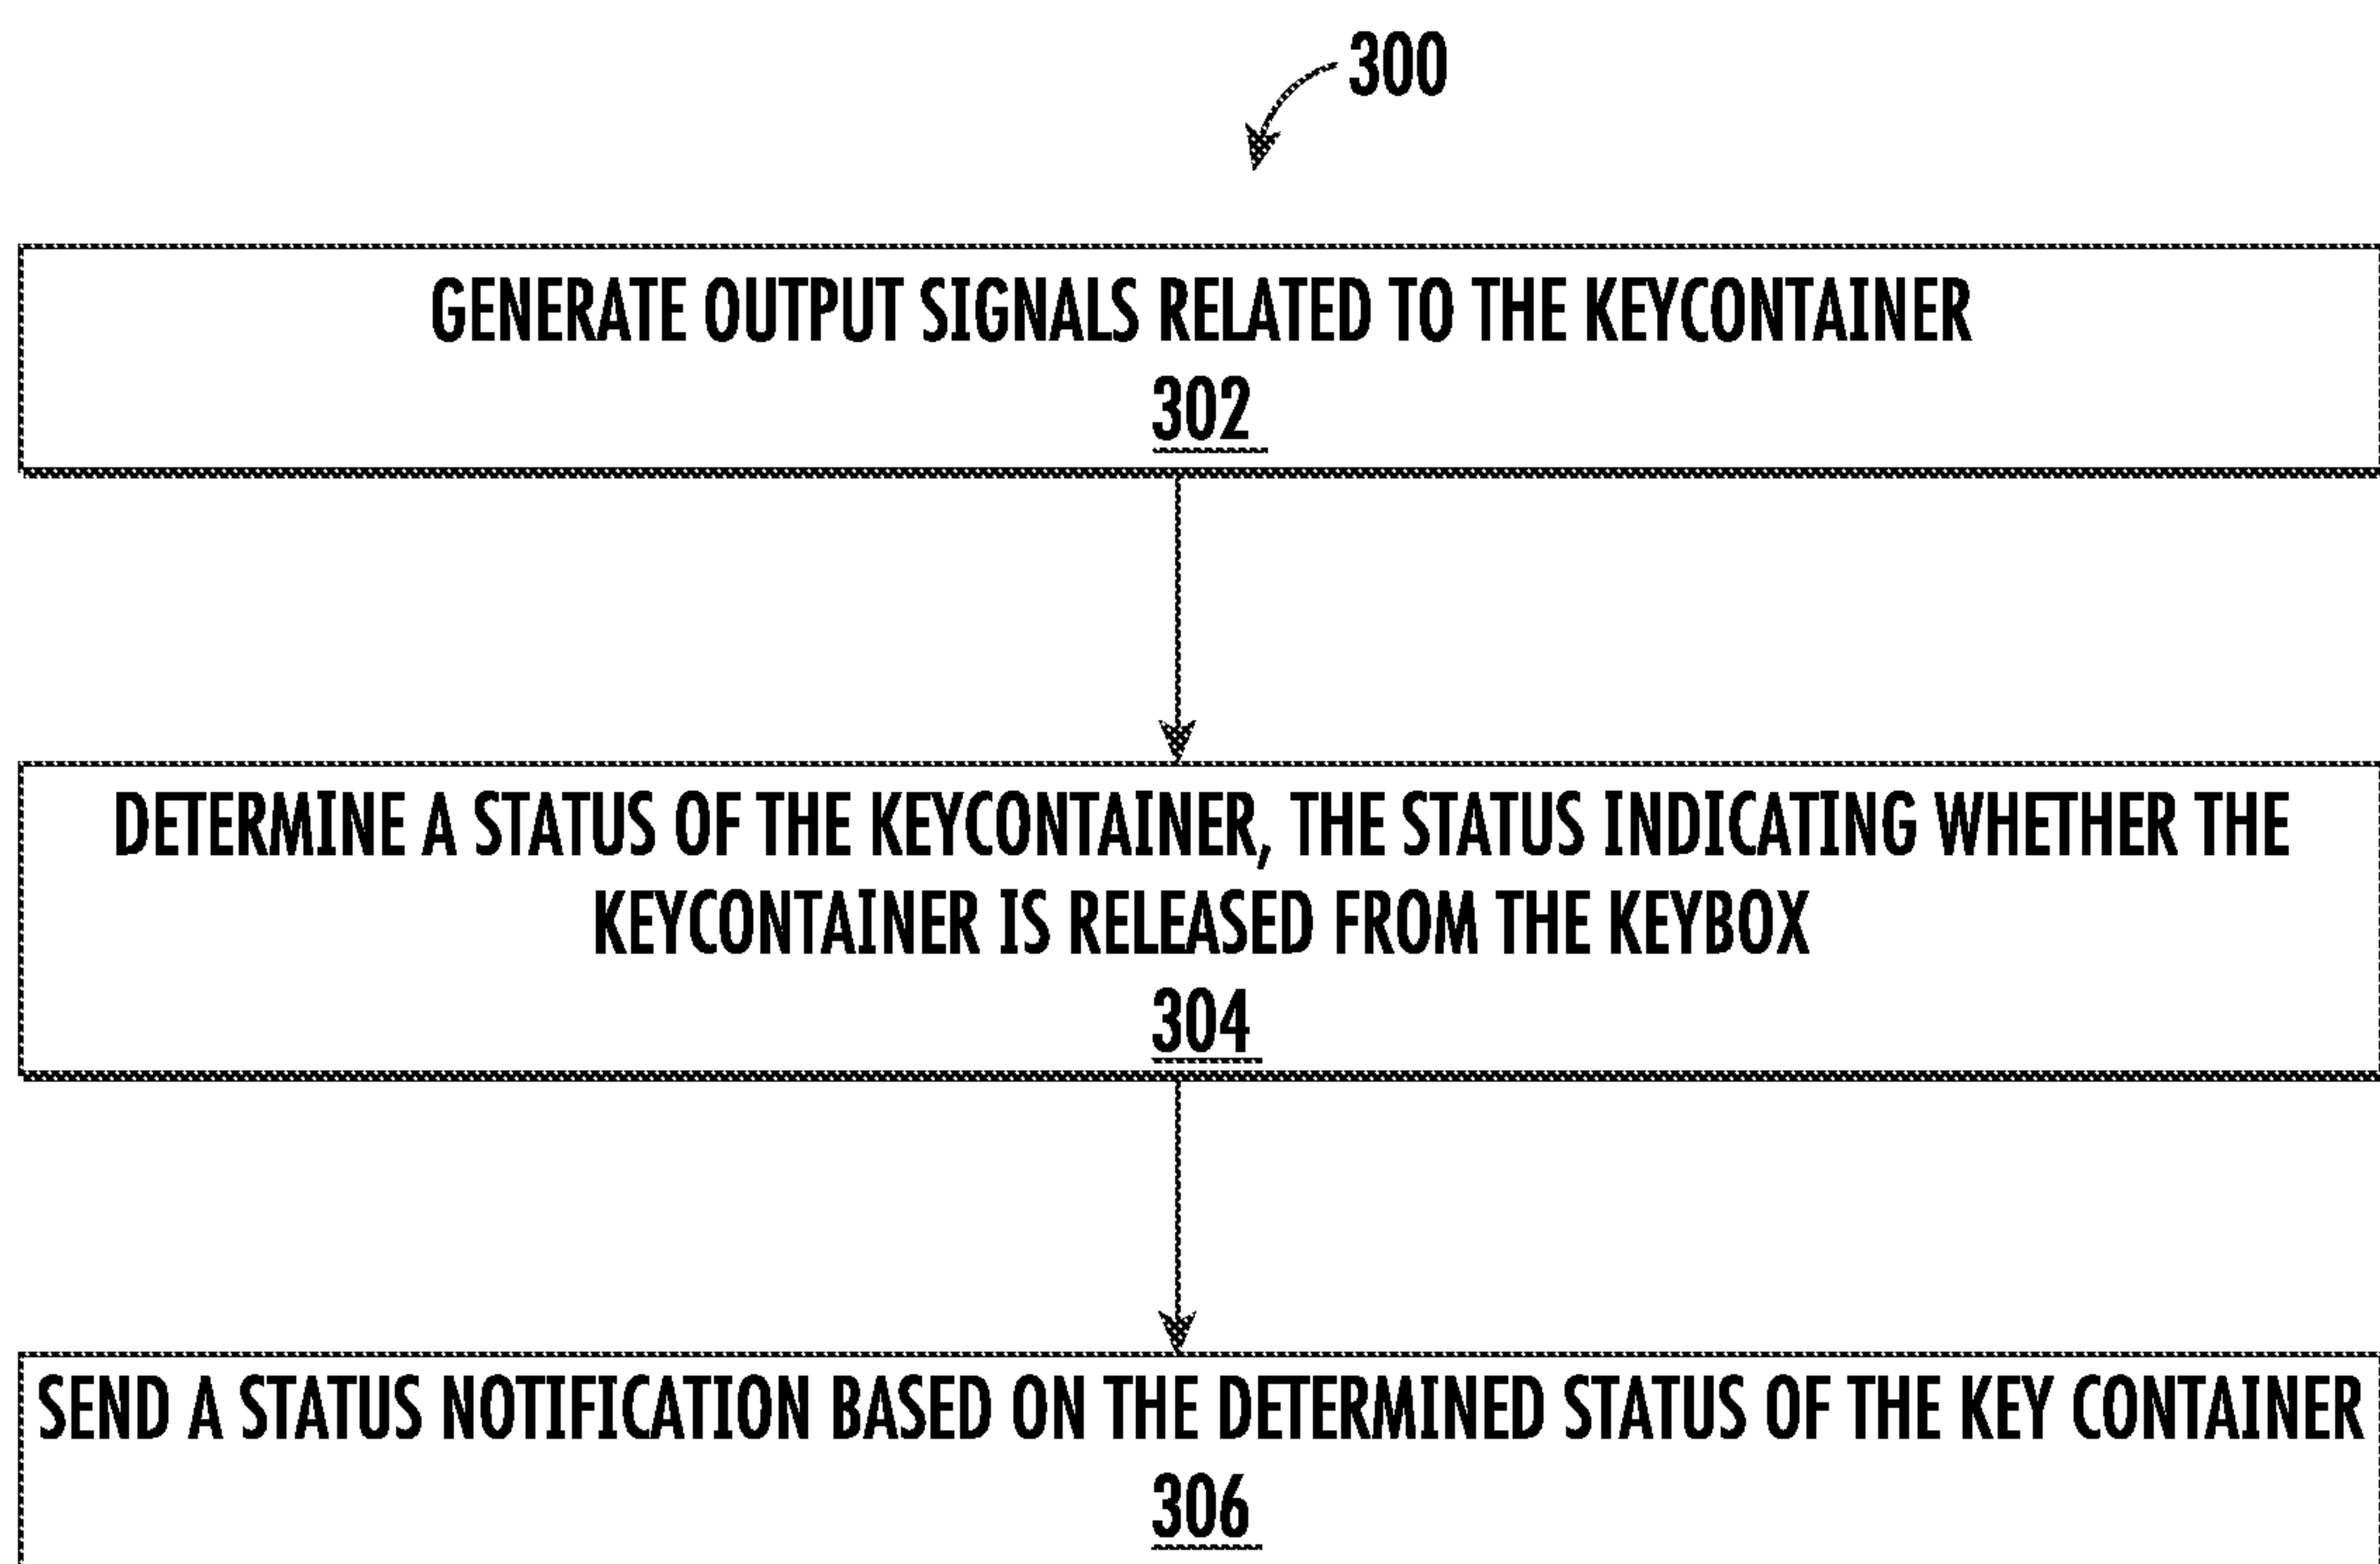 300
GENERATE OUTPUT SIGNALS RELATED TO THE KEYCONTAINER
302
DETERMINE A STATUS OF THE KEYCONTAINER, THE STATUS INDICATING WHETHER THE
KEYCONTAINER IS RELEASED FROM THE KEYBOX
304
SEND A STATUS NOTIFICATION BASED ON THE DETERMINED STATUS OF THE KEY CONTAINER
306